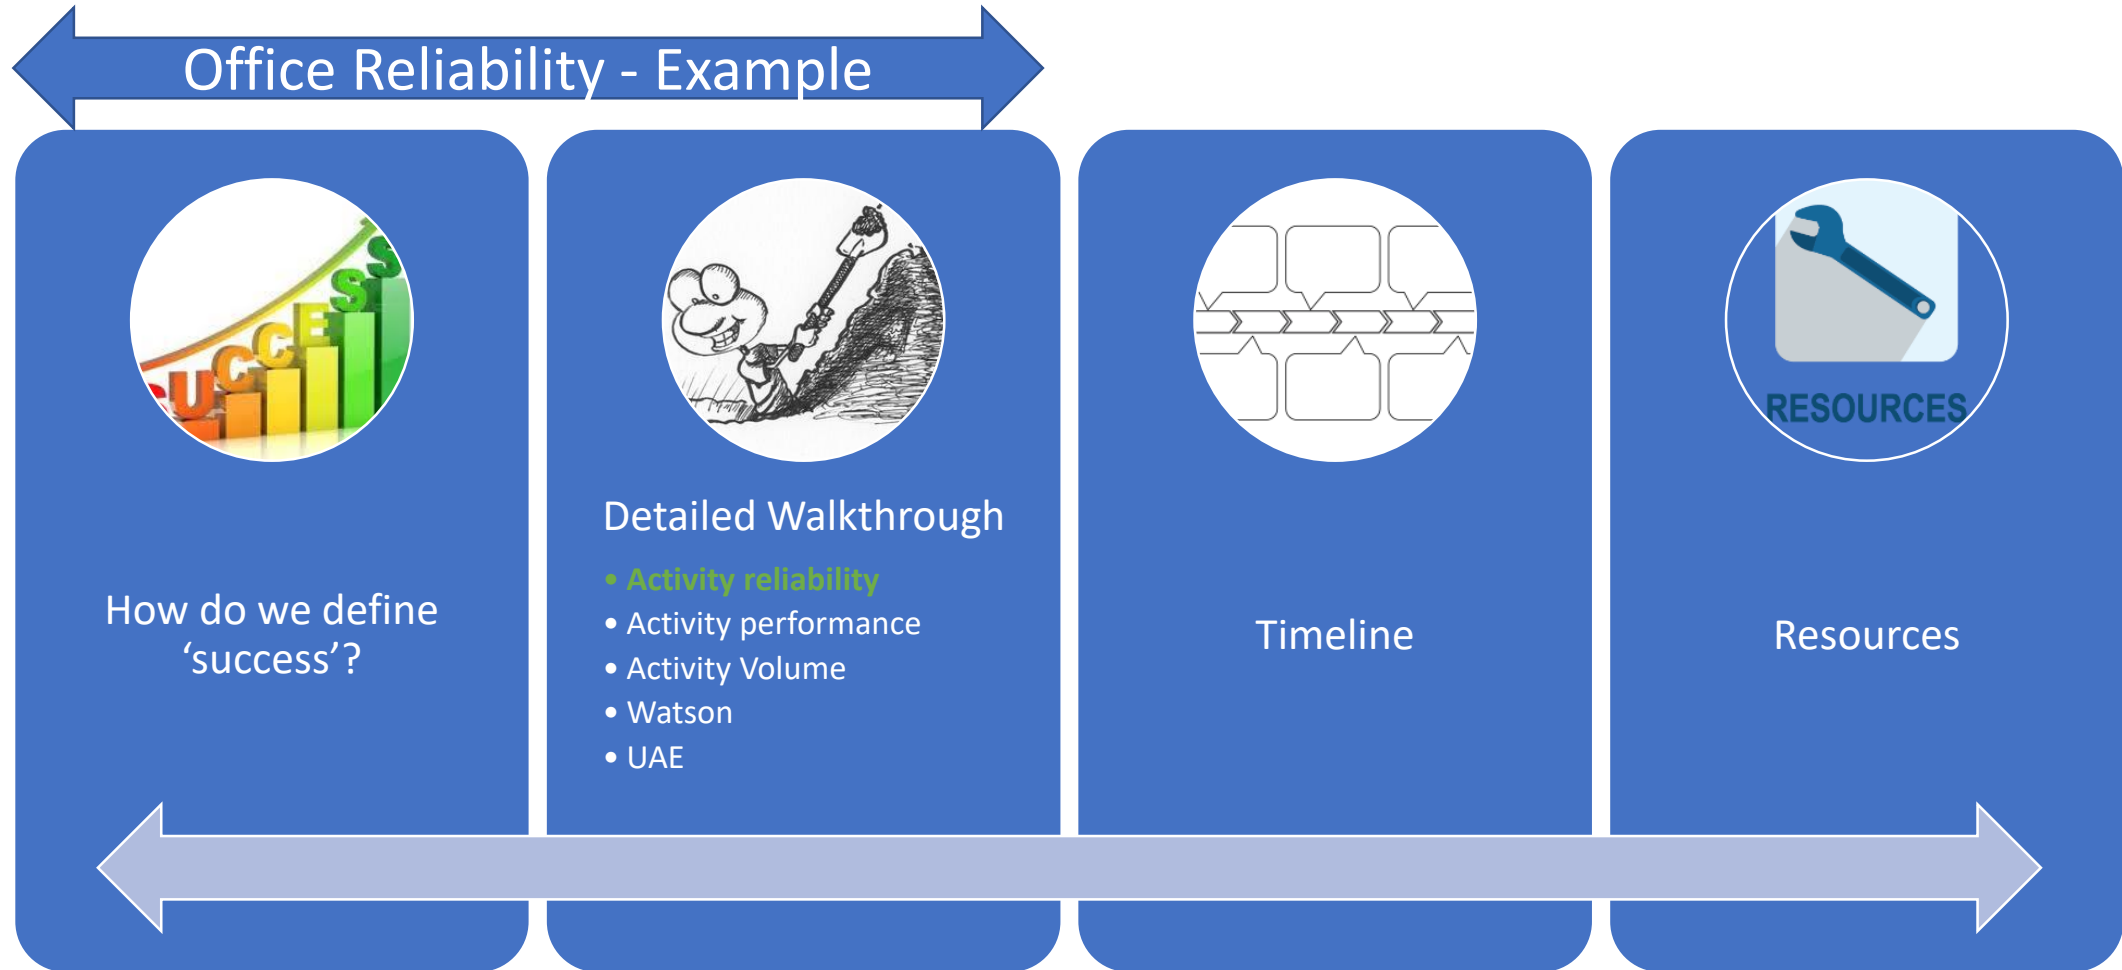 Office Reliability - Example
SUCCESS
How do we define
‘success’?
Detailed Walkthrough
• Activity reliability
• Activity performance
• Activity Volume
• Watson
• UAE
Timeline
RESOURCES
Resources